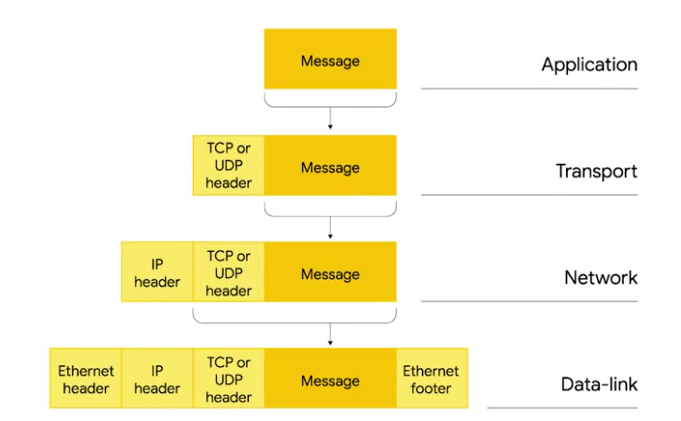 Message
Application
TCP or
UDP
header
Message
Transport
IP
header
TCP or
UDP
header
Message
Network
Ethernet
header
IP
header
TCP or
UDP
header
Message
Ethernet
footer
Data-link